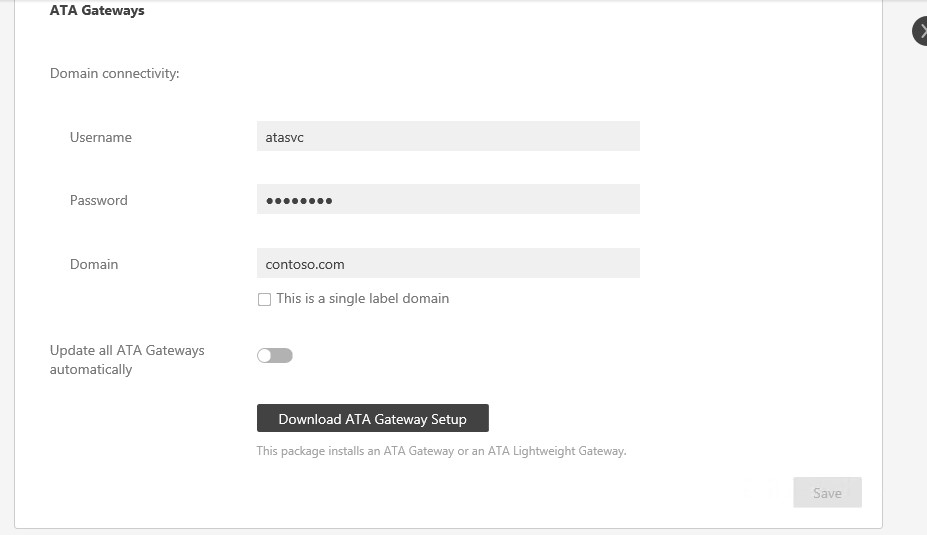 ATA Gateways
Domain connectivity:
Username
atasvc
Password
••••••••
Domain
contoso.com
This is a single label domain
Update all ATA Gateways
automatically
Download ATA Gateway Setup
This package installs an ATA Gateway or an ATA Lightweight Gateway.
Save